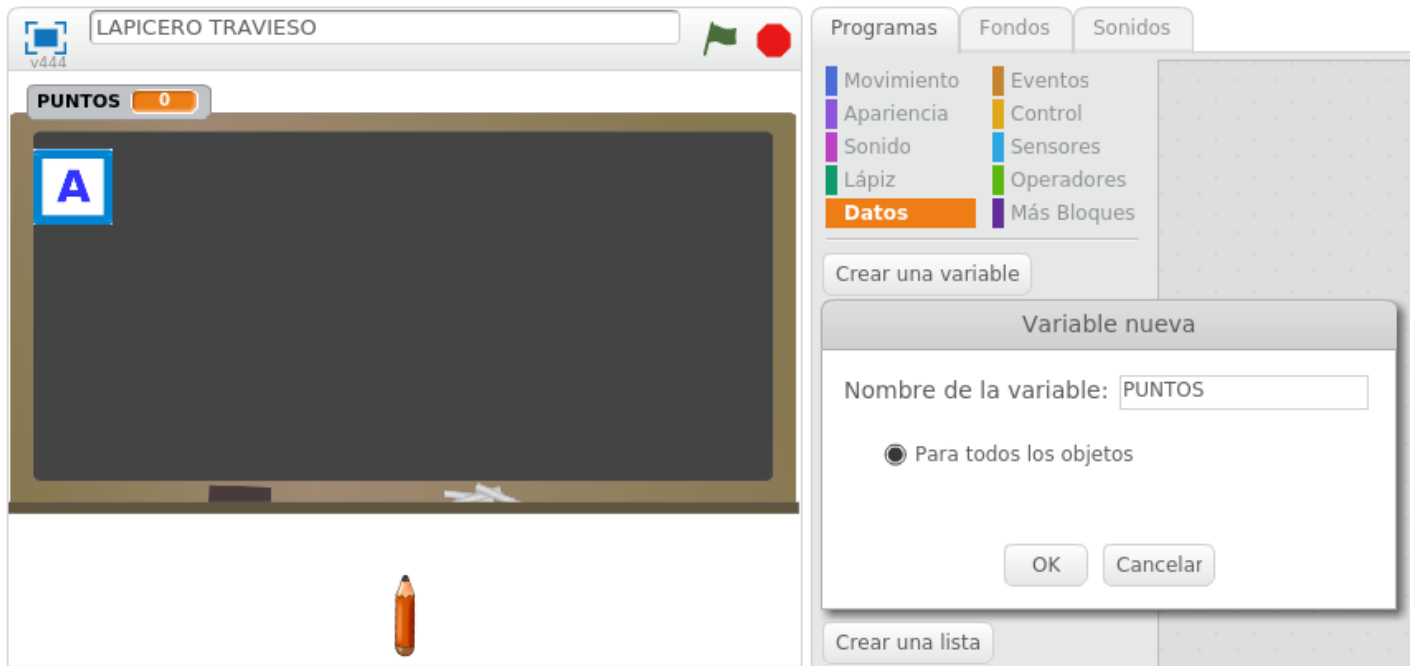 LAPICERO TRAVIESO
v444
PUNTOS 0
A
Programas Fondos Sonidos
Movimiento Eventos
Apariencia Control
Sonido Sensores
Lápiz Operadores
Datos Más Bloques
Crear una variable
Variable nueva
Nombre de la variable: PUNTOS
Para todos los objetos
OK Cancelar
Crear una lista